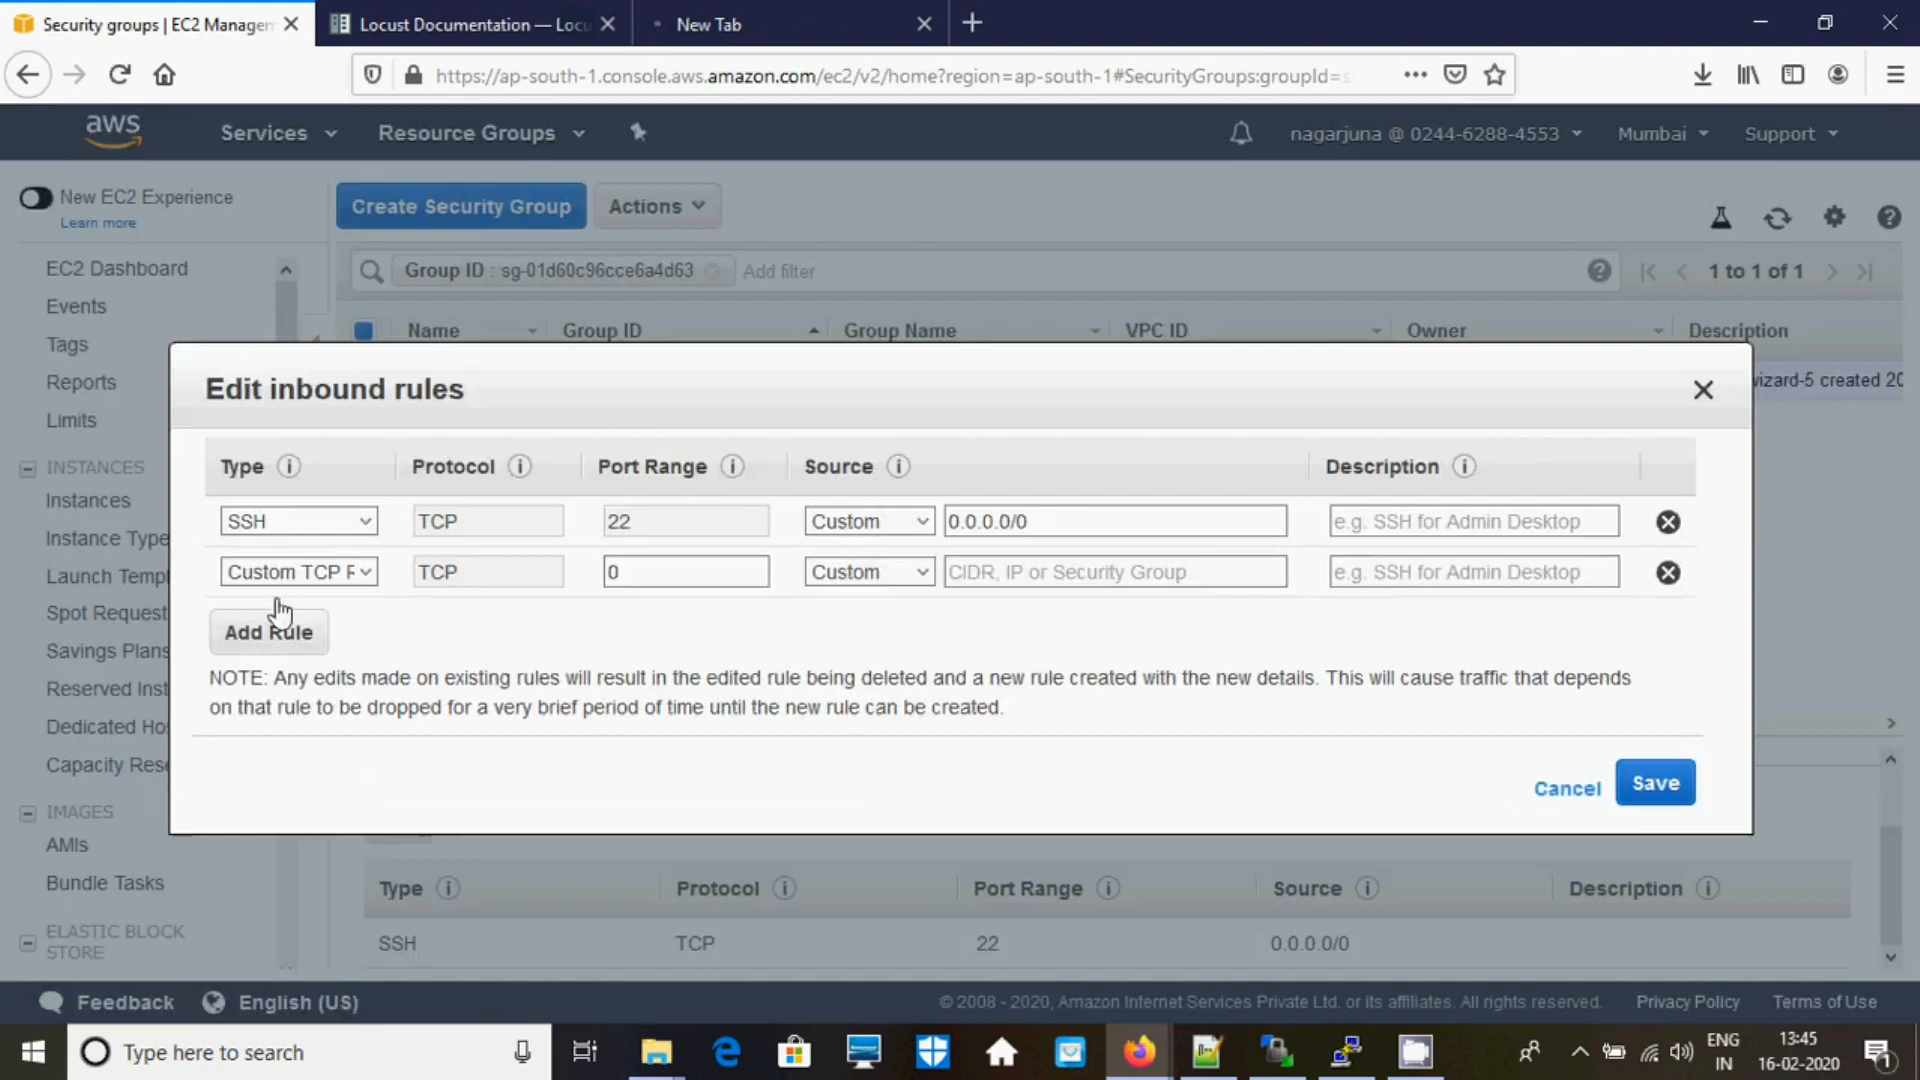 Security groups | EC2 Managem
Locust Documentation — Locu
New Tab
https://ap-south-1.console.aws.amazon.com/ec2/v2/home?region=ap-south-1#SecurityGroups:groupId=s
aws
Services
Resource Groups
nagarjuna @ 0244-6288-4553
Mumbai
Support
New EC2 Experience
Learn more
Create Security Group
Actions
EC2 Dashboard
Events
Tags
Reports
Limits
INSTANCES
Instances
Instance Type
Launch Templ
Spot Request
Savings Plans
Reserved Inst
Dedicated Ho
Capacity Rese
IMAGES
AMIs
Bundle Tasks
ELASTIC BLOCK
STORE
Group ID : sg-01d60c96cce6a4d63
Add filter
1 to 1 of 1
Name
Group ID
Group Name
VPC ID
Owner
Description
wizard-5 created 20
Edit inbound rules
Type
Protocol
Port Range
Source
Description
SSH
TCP
22
Custom
0.0.0.0/0
e.g. SSH for Admin Desktop
Custom TCP F
TCP
0
Custom
CIDR, IP or Security Group
e.g. SSH for Admin Desktop
Add Rule
NOTE: Any edits made on existing rules will result in the edited rule being deleted and a new rule created with the new details. This will cause traffic that depends
on that rule to be dropped for a very brief period of time until the new rule can be created.
Cancel
Save
Type
Protocol
Port Range
Source
Description
SSH
TCP
22
0.0.0.0/0
Feedback
English (US)
© 2008 - 2020, Amazon Internet Services Private Ltd. or its affiliates. All rights reserved.
Privacy Policy
Terms of Use
Type here to search
ENG
IN
13:45
16-02-2020
1